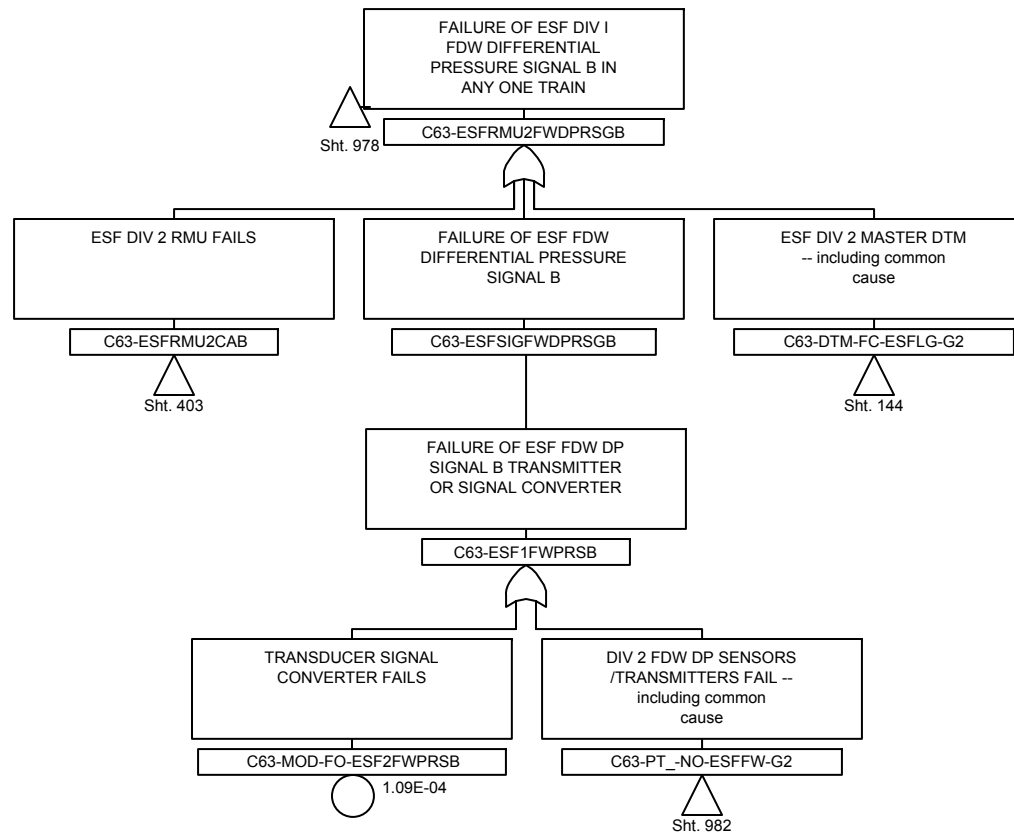 FAILURE OF ESF DIV I
FDW DIFFERENTIAL
PRESSURE SIGNAL B IN
ANY ONE TRAIN
Sht. 978
C63-ESFRMU2FWDPRSGB
ESF DIV 2 RMU FAILS
C63-ESFRMU2CAB
Sht. 403
FAILURE OF ESF FDW
DIFFERENTIAL PRESSURE
SIGNAL B
C63-ESFSIGFWDPRSGB
ESF DIV 2 MASTER DTM
-- including common
cause
C63-DTM-FC-ESFLG-G2
Sht. 144
FAILURE OF ESF FDW DP
SIGNAL B TRANSMITTER
OR SIGNAL CONVERTER
C63-ESF1FWPRSB
TRANSDUCER SIGNAL
CONVERTER FAILS
C63-MOD-FO-ESF2FWPRSB
1.09E-04
DIV 2 FDW DP SENSORS
/TRANSMITTERS FAIL --
including common
cause
C63-PT_-NO-ESFFW-G2
Sht. 982